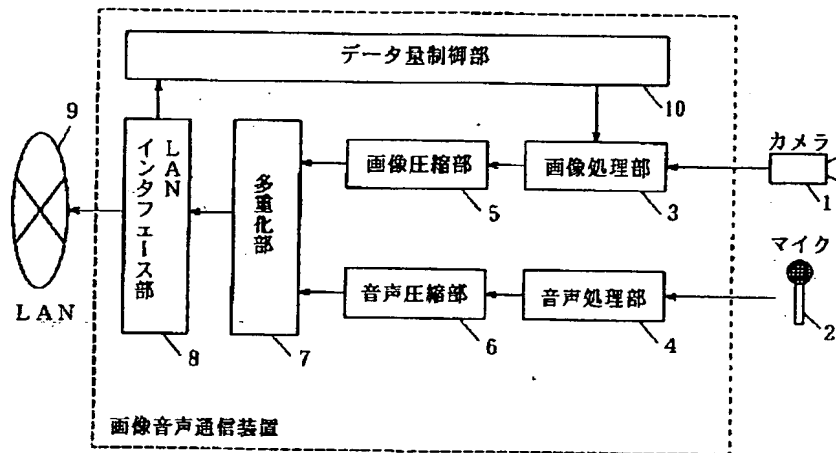 データ量制御部
10
9
LAN
インタフェース部
8
多重化部
7
画像圧縮部
5
画像処理部
3
カメラ
1
音声圧縮部
6
音声処理部
4
マイク
2
LAN
画像音声通信装置